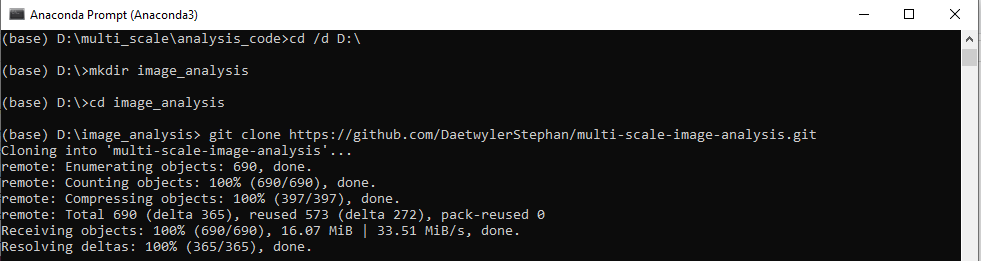 Anaconda Prompt (Anaconda3)
(base) D:\multi_scale\analysis_code>cd /d D:\
(base) D:\>mkdir image_analysis
(base) D:\>cd image_analysis
(base) D:\image_analysis> git clone https://github.com/DaetwylerStephan/multi-scale-image-analysis.git
Cloning into 'multi-scale-image-analysis'...
remote: Enumerating objects: 690, done.
remote: Counting objects: 100% (690/690), done.
remote: Compressing objects: 100% (397/397), done.
remote: Total 690 (delta 365), reused 573 (delta 272), pack-reused 0
Receiving objects: 100% (690/690), 16.07 MiB | 33.51 MiB/s, done.
Resolving deltas: 100% (365/365), done.